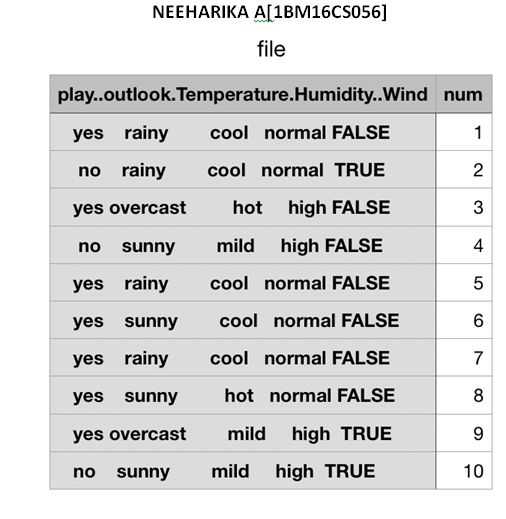 NEEHARIKA A[1BM16CS056]
file
play..outlook.Temperature.Humidity..Wind num
yes rainy cool normal FALSE 1
no rainy cool normal TRUE 2
yes overcast hot high FALSE 3
no sunny mild high FALSE 4
yes rainy cool normal FALSE 5
yes sunny cool normal FALSE 6
yes rainy cool normal FALSE 7
yes sunny hot normal FALSE 8
yes overcast mild high TRUE 9
no sunny mild high TRUE 10